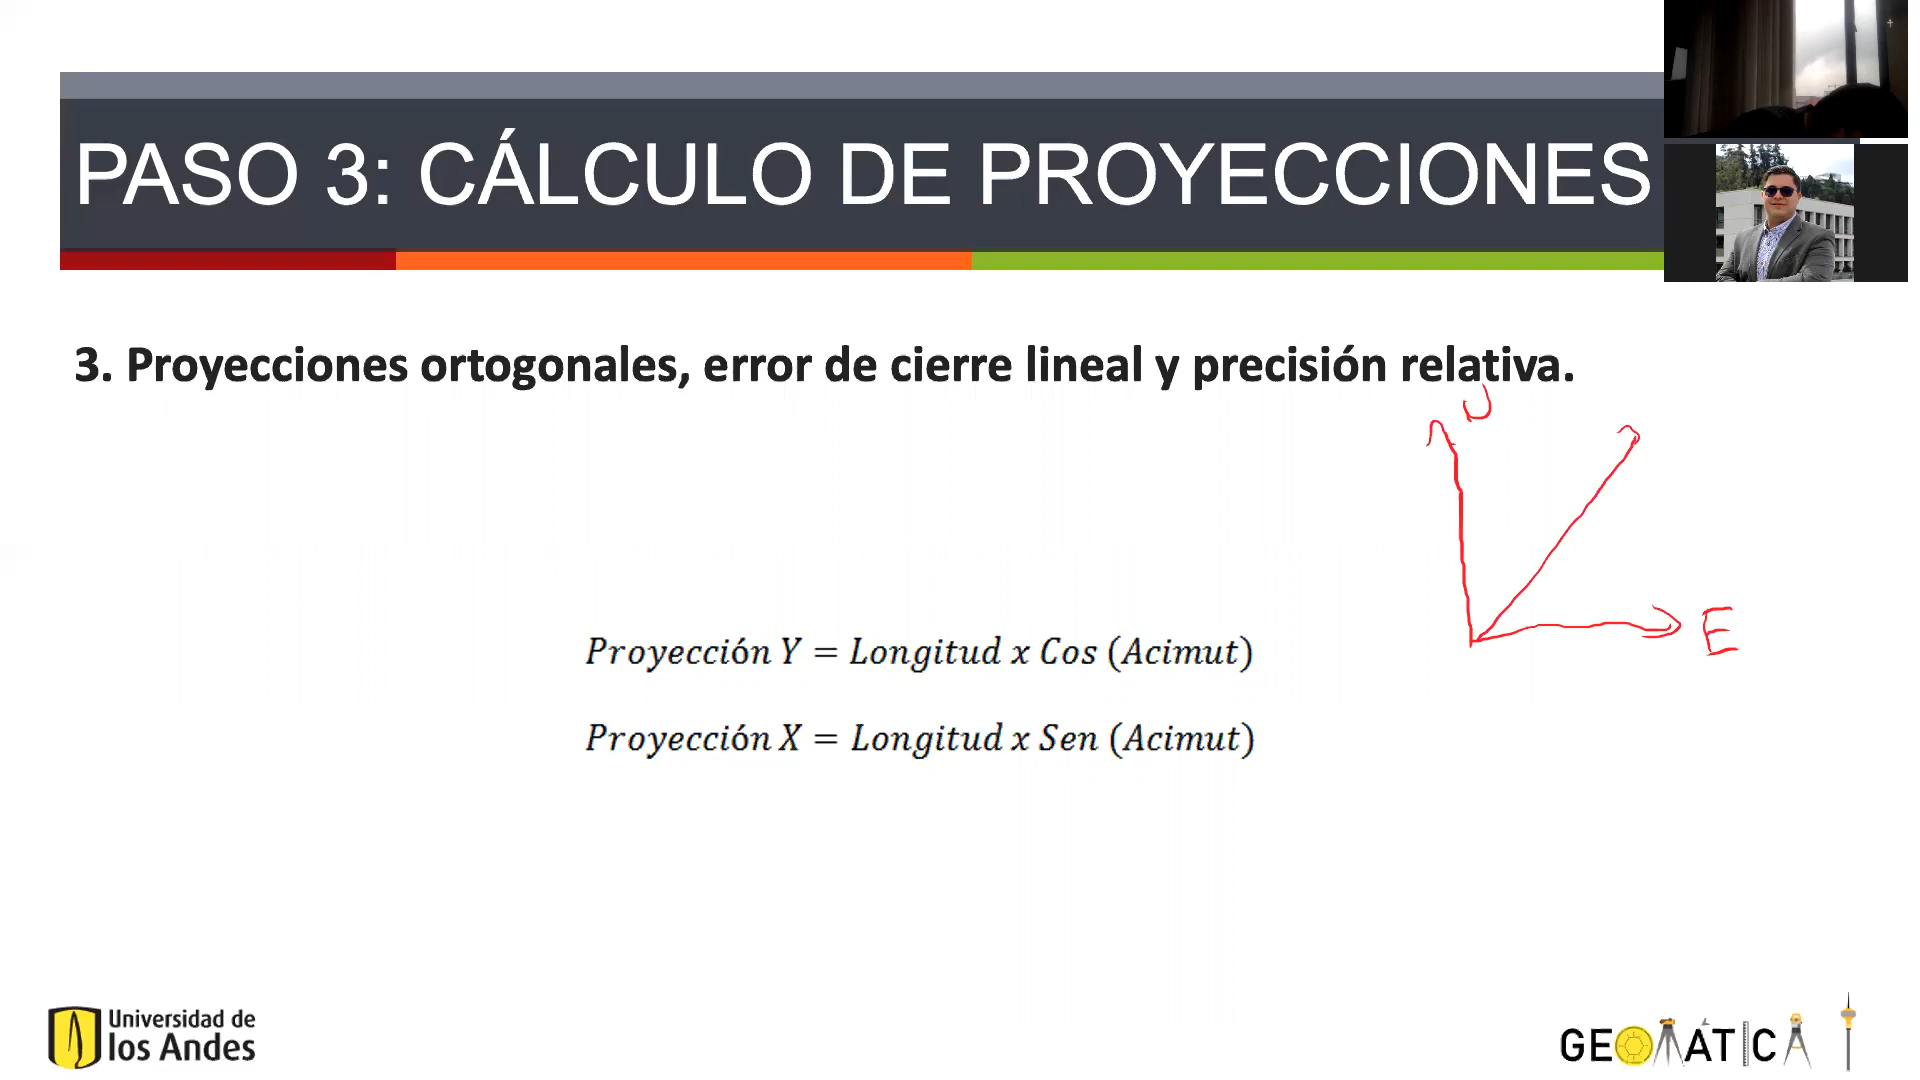 PASO 3: CÁLCULO DE PROYECCIONES
3. Proyecciones ortogonales, error de cierre lineal y precisión relativa.
E
Proyección Y = Longitud x Cos (Acimut)
Proyección X = Longitud x Sen (Acimut)
Universidad de
los Andes
GEOMÁTICA